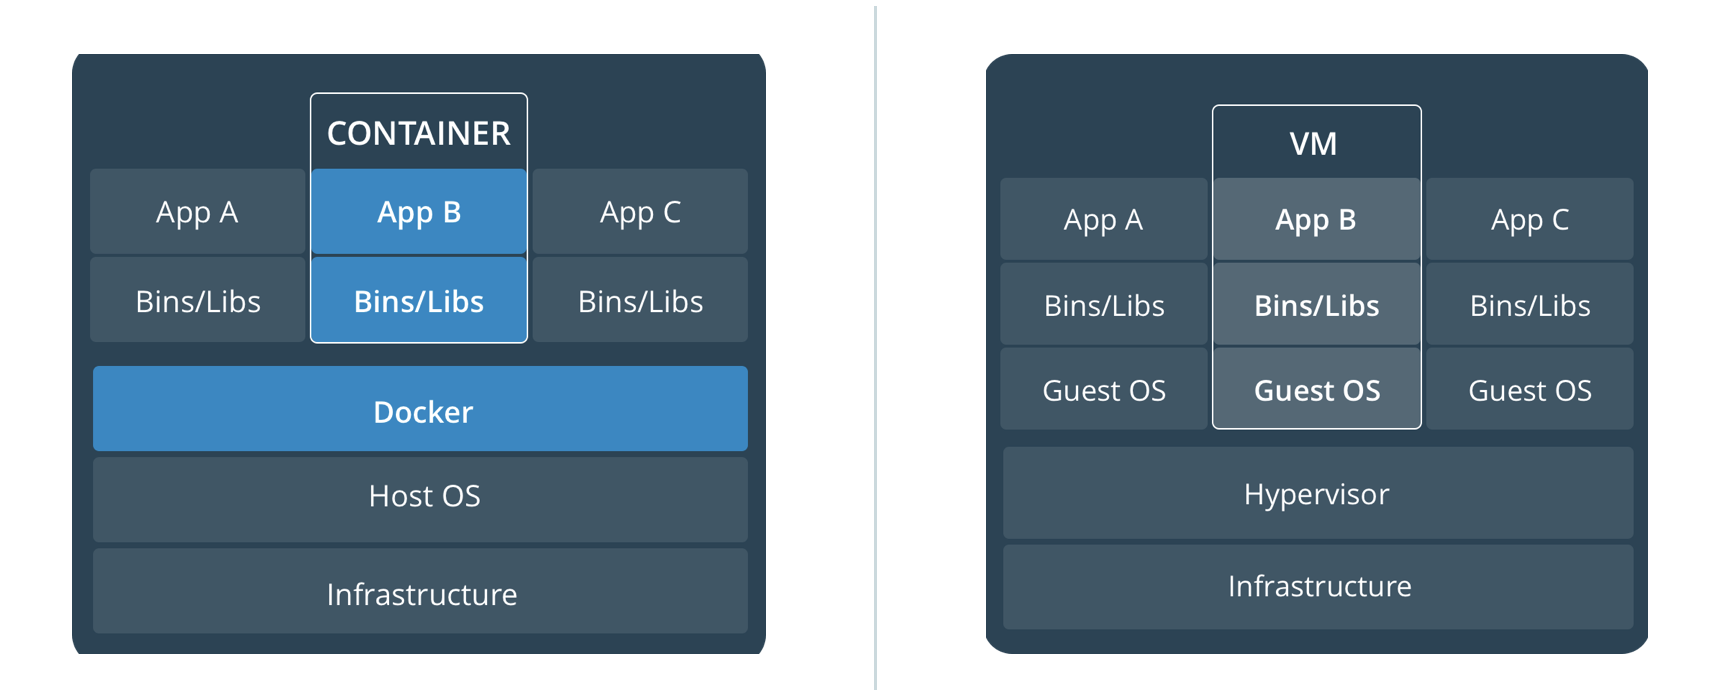 CONTAINER
App A
App B
App C
Bins/Libs
Bins/Libs
Bins/Libs
Docker
Host OS
Infrastructure
VM
App A
App B
App C
Bins/Libs
Bins/Libs
Bins/Libs
Guest OS
Guest OS
Guest OS
Hypervisor
Infrastructure